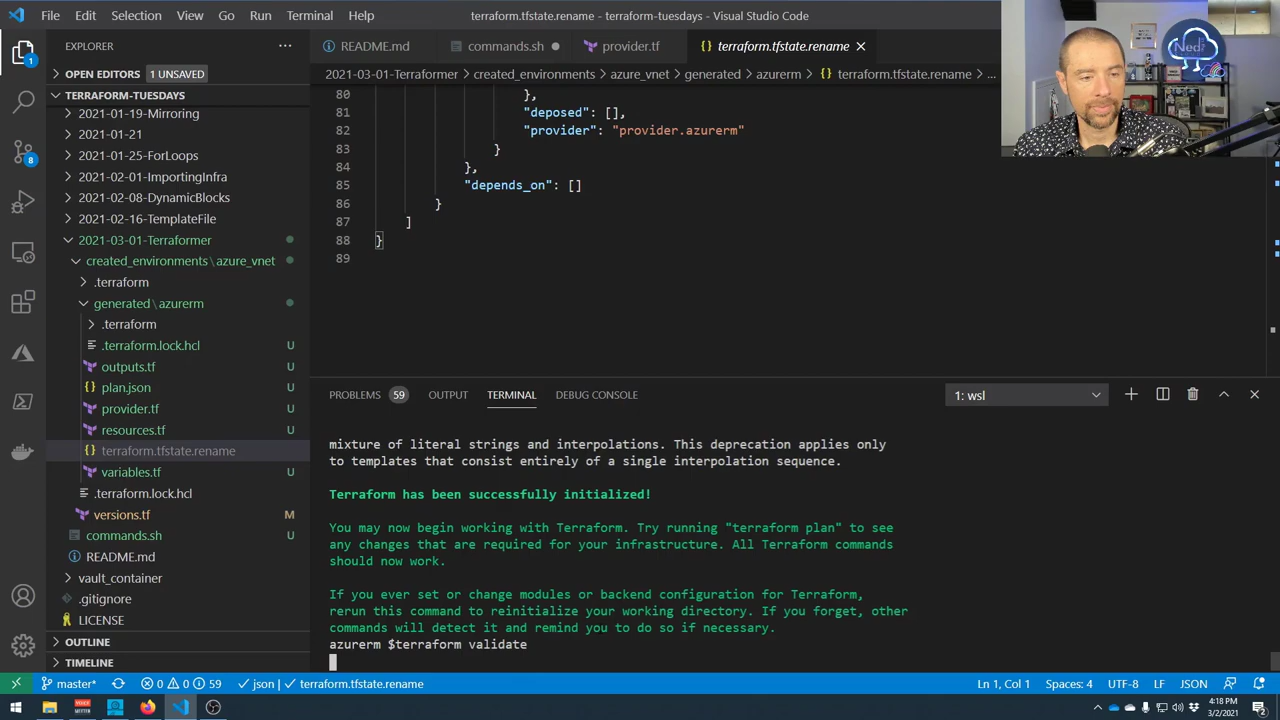 File Edit Selection View Go Run Terminal Help
terraform.tfstate.rename - terraform-tuesdays - Visual Studio Code
Ned
EXPLORER ...
README.md
commands.sh
provider.tf
terraform.tfstate.rename
OPEN EDITORS 1 UNSAVED
2021-03-01-Terraformer > created_environments > azure_vnet > generated > azurerm > terraform.tfstate.rename ...
TERRAFORM-TUESDAYS
2021-01-19-Mirroring
2021-01-21
2021-01-25-ForLoops
2021-02-01-ImportingInfra
2021-02-08-DynamicBlocks
2021-02-16-TemplateFile
2021-03-01-Terraformer
created_environments\azure_vnet
.terraform
generated\azurerm
.terraform
.terraform.lock.hcl U
outputs.tf U
plan.json U
provider.tf U
resources.tf U
terraform.tfstate.rename
variables.tf U
.terraform.lock.hcl
versions.tf M
commands.sh U
README.md
vault_container
.gitignore
LICENSE
OUTLINE
TIMELINE
80 },
81 "deposed": [],
82 "provider": "provider.azurerm"
83 }
84 },
85 "depends_on": []
86 }
87 ]
88 }
89
PROBLEMS 59 OUTPUT TERMINAL DEBUG CONSOLE
1: wsl
mixture of literal strings and interpolations. This deprecation applies only
to templates that consist entirely of a single interpolation sequence.
Terraform has been successfully initialized!
You may now begin working with Terraform. Try running "terraform plan" to see
any changes that are required for your infrastructure. All Terraform commands
should now work.
If you ever set or change modules or backend configuration for Terraform,
rerun this command to reinitialize your working directory. If you forget, other
commands will detect it and remind you to do so if necessary.
azurerm $terraform validate
1
8
master* 0 0 59 json | terraform.tfstate.rename
Ln 1, Col 1 Spaces: 4 UTF-8 LF JSON
4:18 PM
3/2/2021
2